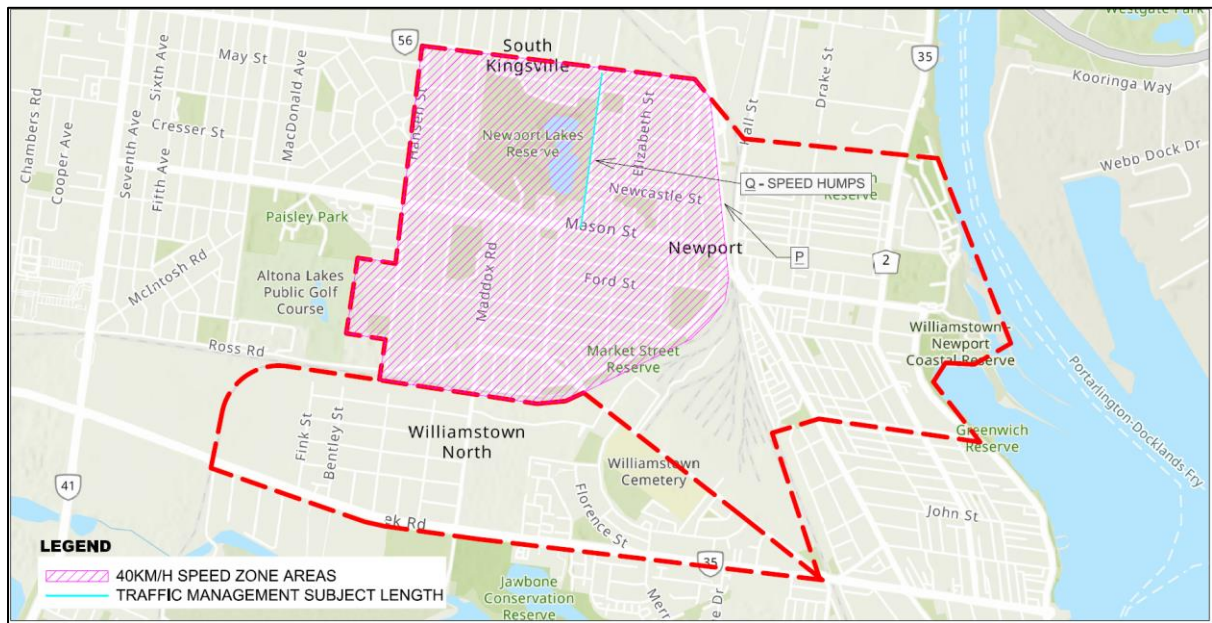 Westgate Park
56
South
Kingsville
35
May St
Sixth Ave
MacDonald Ave
Drake St
Kooringa Way
Chambers Rd
Cooper Ave
Seventh Ave
Fifth Ave
Cresser St
Hansen St
Newport Lakes
Reserve
Elizabeth St
Hall St
Webb Dock Dr
Q - SPEED HUMPS
Newcastle St
Reserve
Paisley Park
Mason St
Newport
P
2
McIntosh Rd
Altona Lakes
Public Golf
Course
Maddox Rd
Ford St
Williamstown -
Newport
Coastal Reserve
Ross Rd
Market Street
Reserve
Portarlington-Docklands Fry
Fink St
Bentley St
Williamstown
North
Greenwich
Reserve
Williamstown
Cemetery
41
Florence St
John St
ek Rd
35
LEGEND
40KM/H SPEED ZONE AREAS
TRAFFIC MANAGEMENT SUBJECT LENGTH
Jawbone
Conservation
Reserve
Merr
e Dr